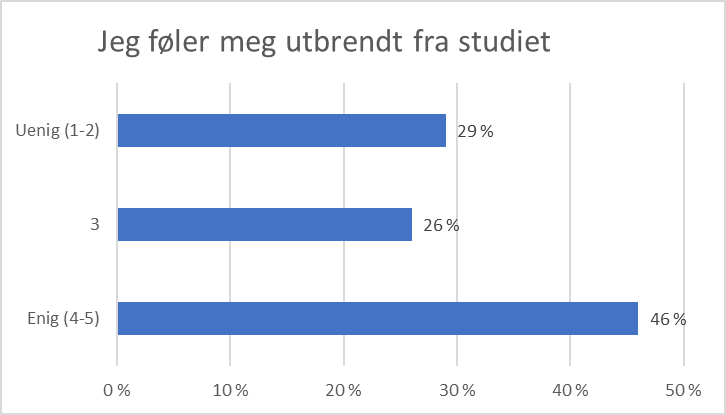 Jeg føler meg utbrendt fra studiet
Uenig (1-2)
29 %
3
26 %
Enig (4-5)
46 %
0 % 10 % 20 % 30 % 40 % 50 %